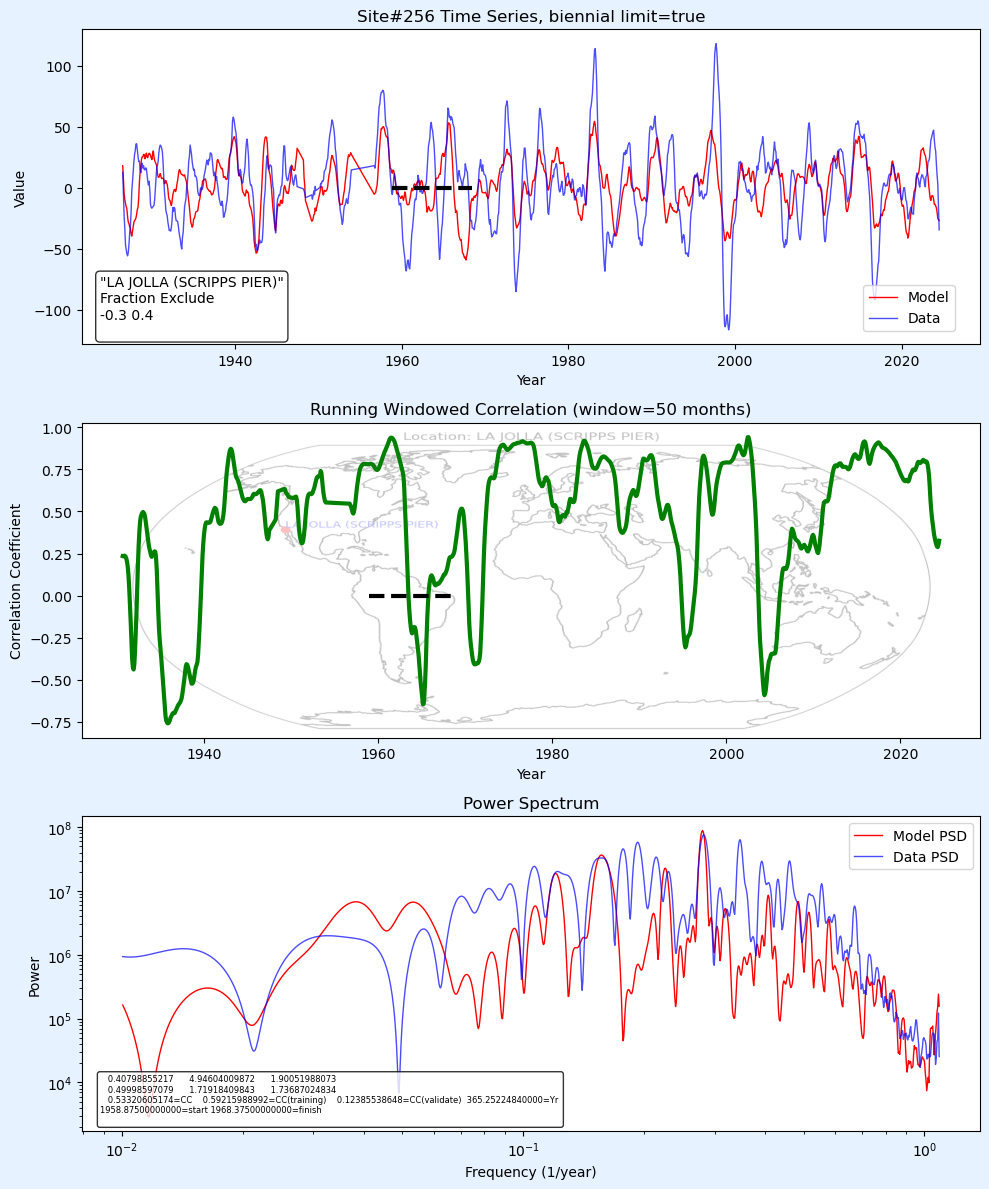 Site#256 Time Series, biennial limit=true
Value
100
50
0
−50
−100
"LA JOLLA (SCRIPPS PIER)"
Fraction Exclude
-0.3 0.4
Model
Data
1940 1960 1980 2000 2020
Year
Running Windowed Correlation (window=50 months)
Location: LA JOLLA (SCRIPPS PIER)
Correlation Coefficient
1.00
0.75
0.50
0.25
0.00
−0.25
−0.50
−0.75
LA JOLLA (SCRIPPS PIER)
1940 1960 1980 2000 2020
Year
Power Spectrum
Power
10^8
10^7
10^6
10^5
10^4
Model PSD
Data PSD
0.40798855217 4.94604009872 1.90051988073
0.49998597079 1.71918409843 1.73687024834
0.53320605174=CC 0.59215988992=CC(training) 0.12385538648=CC(validate) 365.25224840000=Yr
1958.87500000000=start 1968.37500000000=finish
10^−2 10^−1 10^0
Frequency (1/year)